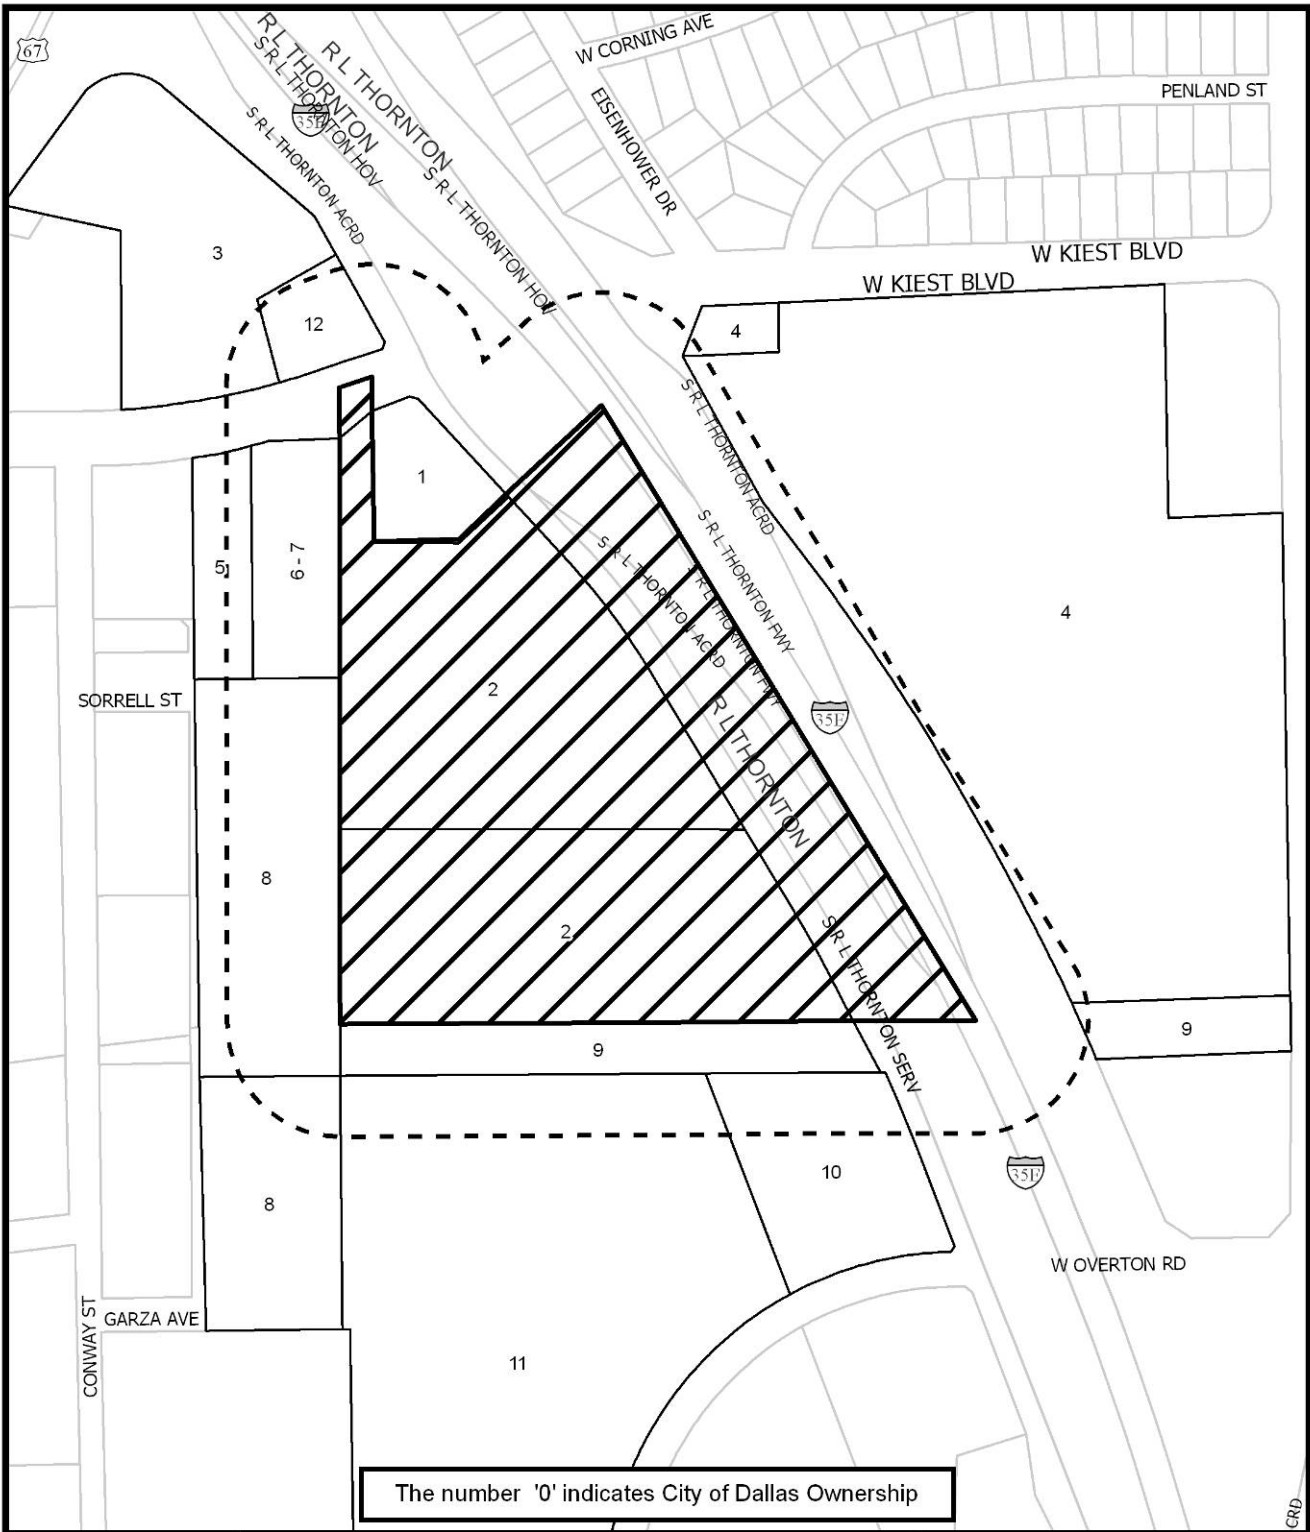 67
R L THORNTON
R L THORNTON
S R L THORNTON HOV
35E
S R L THORNTON ACRD
S R L THORNTON HOV
W CORNING AVE
EISENHOWER DR
PENLAND ST
W KIEST BLVD
W KIEST BLVD
3
12
4
1
S R L THORNTON ACRD
5
6 - 7
S R L THORNTON FWY
S R L THORNTON ACRD
S R L THORNTON FWY
4
2
SORRELL ST
R L THORNTON
35E
8
2
S R L THORNTON SERV
9
9
10
35E
8
W OVERTON RD
GARZA AVE
CONWAY ST
11
The number '0' indicates City of Dallas Ownership
CRD